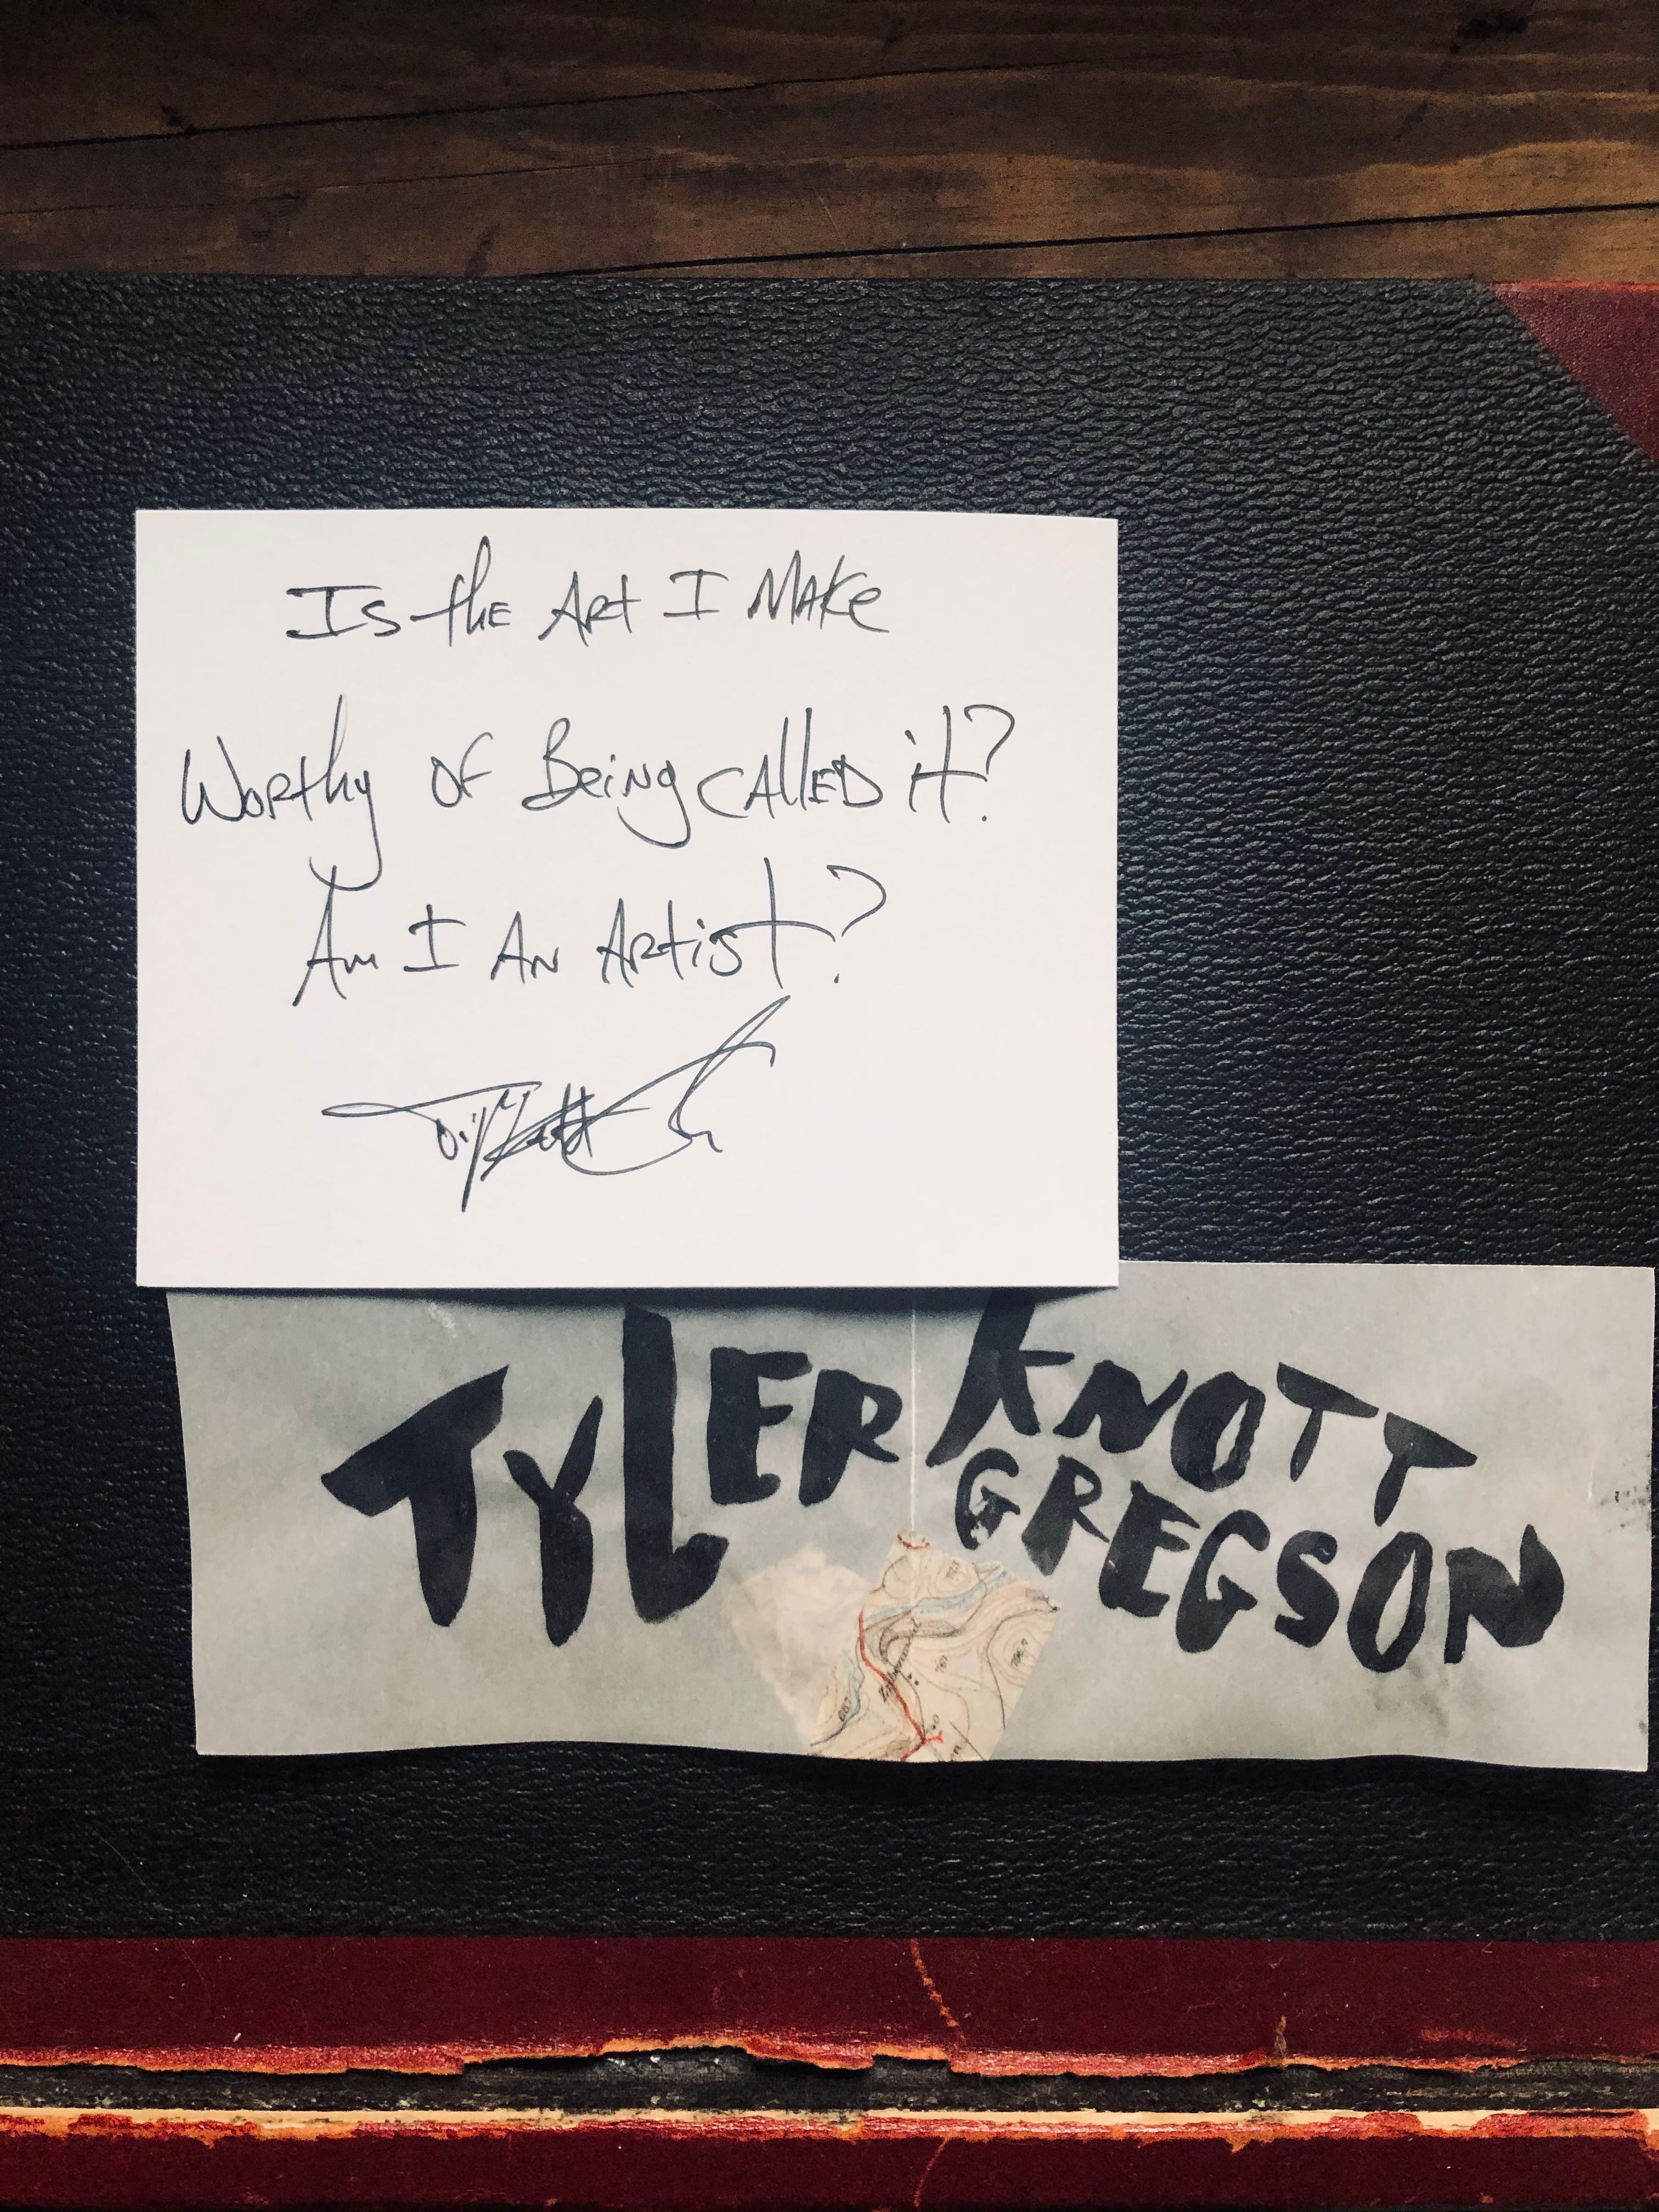 Is the Art I Make
Worthy of Being called it?
Am I An Artist?
TYLER KNOTT
GREGSON